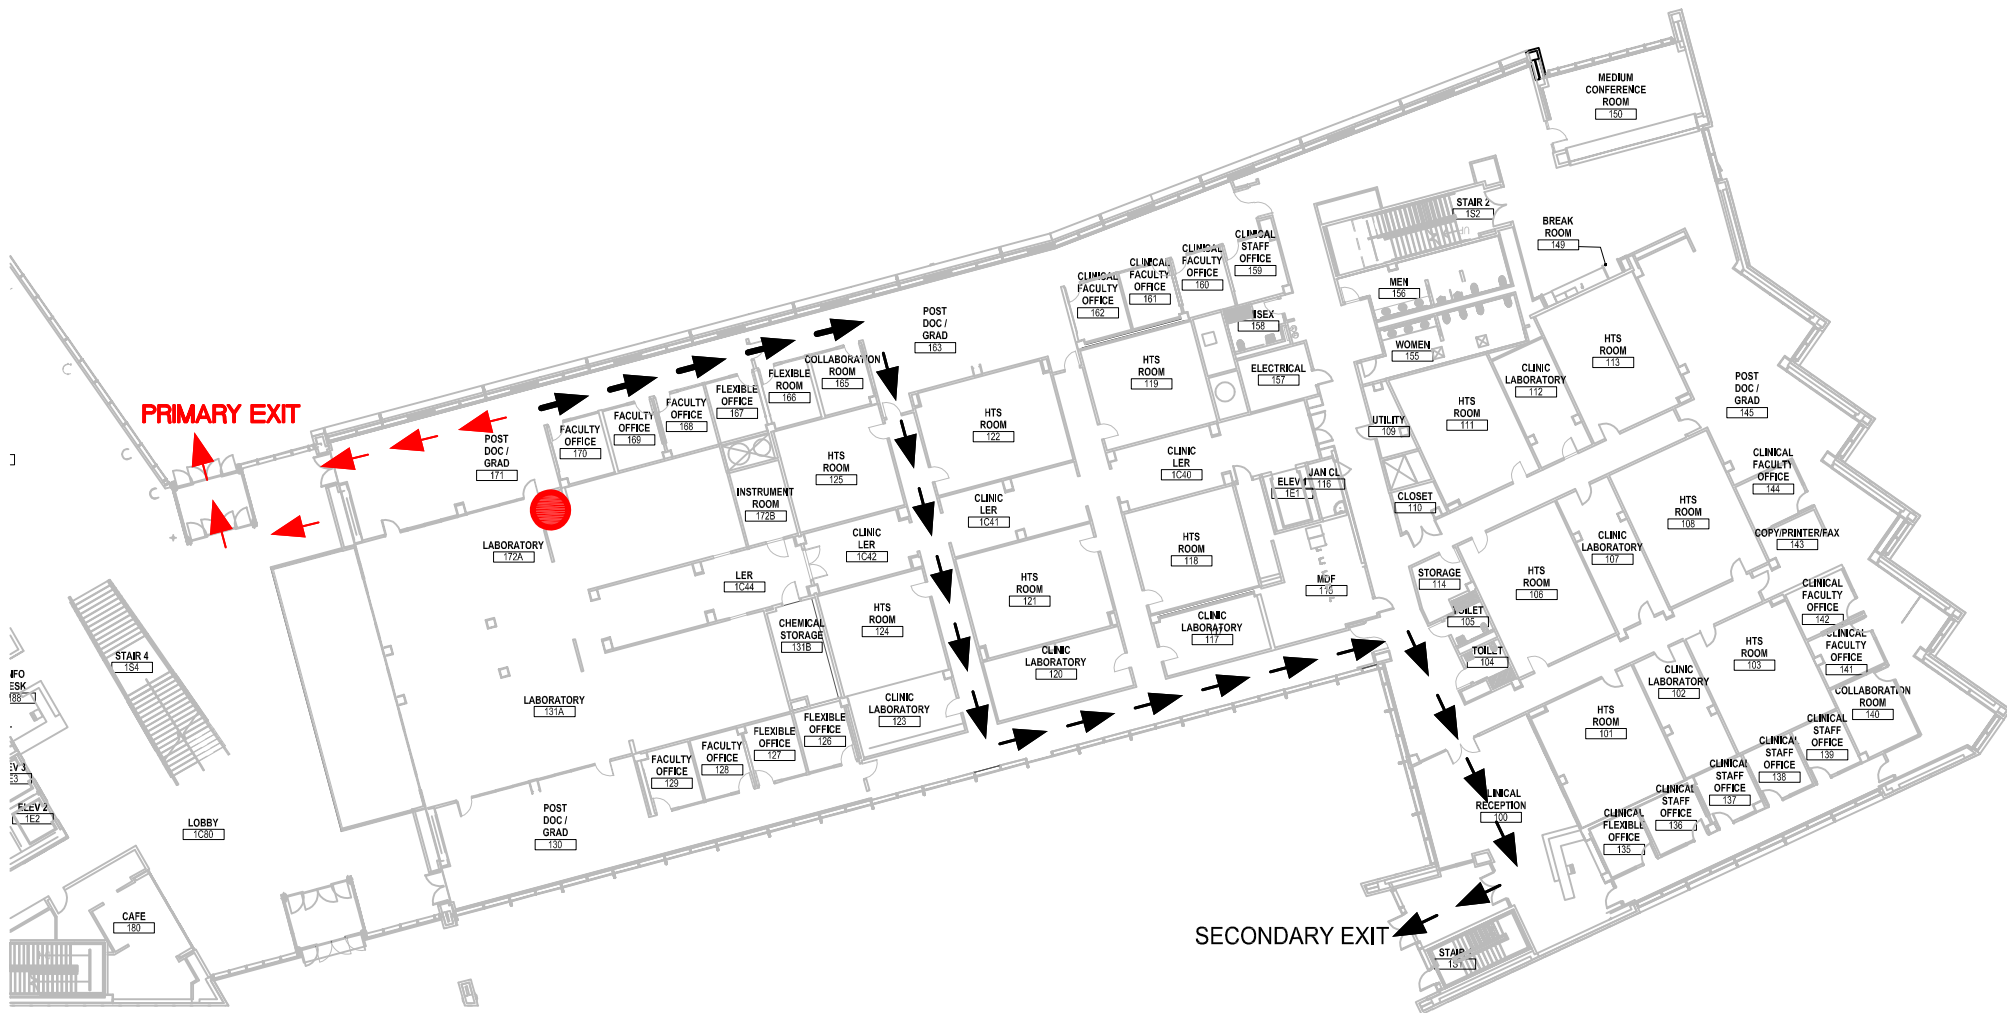 MEDIUM
CONFERENCE
ROOM
150
STAIR 2
1S2
BREAK
ROOM
149
CLINICAL
STAFF
OFFICE
159
CLINICAL
FACULTY
OFFICE
160
CLINICAL
FACULTY
OFFICE
161
CLINICAL
FACULTY
OFFICE
162
MEN
156
158
WOMEN
155
ELECTRICAL
157
POST
DOC /
GRAD
163
HTS
ROOM
119
HTS
ROOM
113
CLINIC
LABORATORY
112
POST
DOC /
GRAD
145
COLLABORATION
ROOM
165
FLEXIBLE
ROOM
166
FLEXIBLE
OFFICE
167
FACULTY
OFFICE
168
FACULTY
OFFICE
169
FACULTY
OFFICE
170
PRIMARY EXIT
POST
DOC /
GRAD
171
HTS
ROOM
122
HTS
ROOM
111
UTILITY
109
HTS
ROOM
125
CLINIC
LER
1C40
INSTRUMENT
ROOM
172B
CLINIC
LER
1C41
ELEV 1
1E1
JAN CL
116
CLOSET
110
CLINICAL
FACULTY
OFFICE
144
HTS
ROOM
108
COPY/PRINTER/FAX
143
LABORATORY
172A
CLINIC
LER
1C42
HTS
ROOM
118
CLINIC
LABORATORY
107
LER
1C44
HTS
ROOM
121
MDF
115
STORAGE
114
HTS
ROOM
106
CLINICAL
FACULTY
OFFICE
142
HTS
ROOM
124
CHEMICAL
STORAGE
131B
CLINIC
LABORATORY
117
TOILET
105
TOILET
104
HTS
ROOM
103
CLINICAL
FACULTY
OFFICE
141
STAIR 4
1S4
CLINIC
LABORATORY
120
CLINIC
LABORATORY
102
COLLABORATION
ROOM
140
LABORATORY
131A
CLINIC
LABORATORY
123
HTS
ROOM
101
CLINICAL
STAFF
OFFICE
139
CLINICAL
STAFF
OFFICE
138
CLINICAL
STAFF
OFFICE
137
CLINICAL
STAFF
OFFICE
136
CLINICAL
FLEXIBLE
OFFICE
135
FLEXIBLE
OFFICE
126
FLEXIBLE
OFFICE
127
FACULTY
OFFICE
128
FACULTY
OFFICE
129
CLINICAL
RECEPTION
100
ELEV 2
1E2
LOBBY
1C80
POST
DOC /
GRAD
130
CAFE
180
SECONDARY EXIT
STAIR
1S1